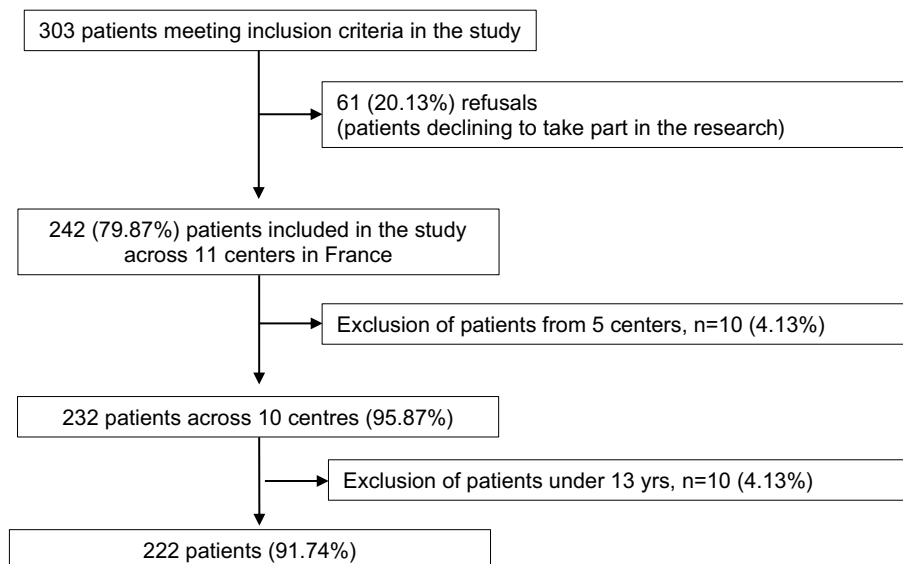 303 patients meeting inclusion criteria in the study
61 (20.13%) refusals
(patients declining to take part in the research)
242 (79.87%) patients included in the study
across 11 centers in France
Exclusion of patients from 5 centers, n=10 (4.13%)
232 patients across 10 centres (95.87%)
Exclusion of patients under 13 yrs, n=10 (4.13%)
222 patients (91.74%)